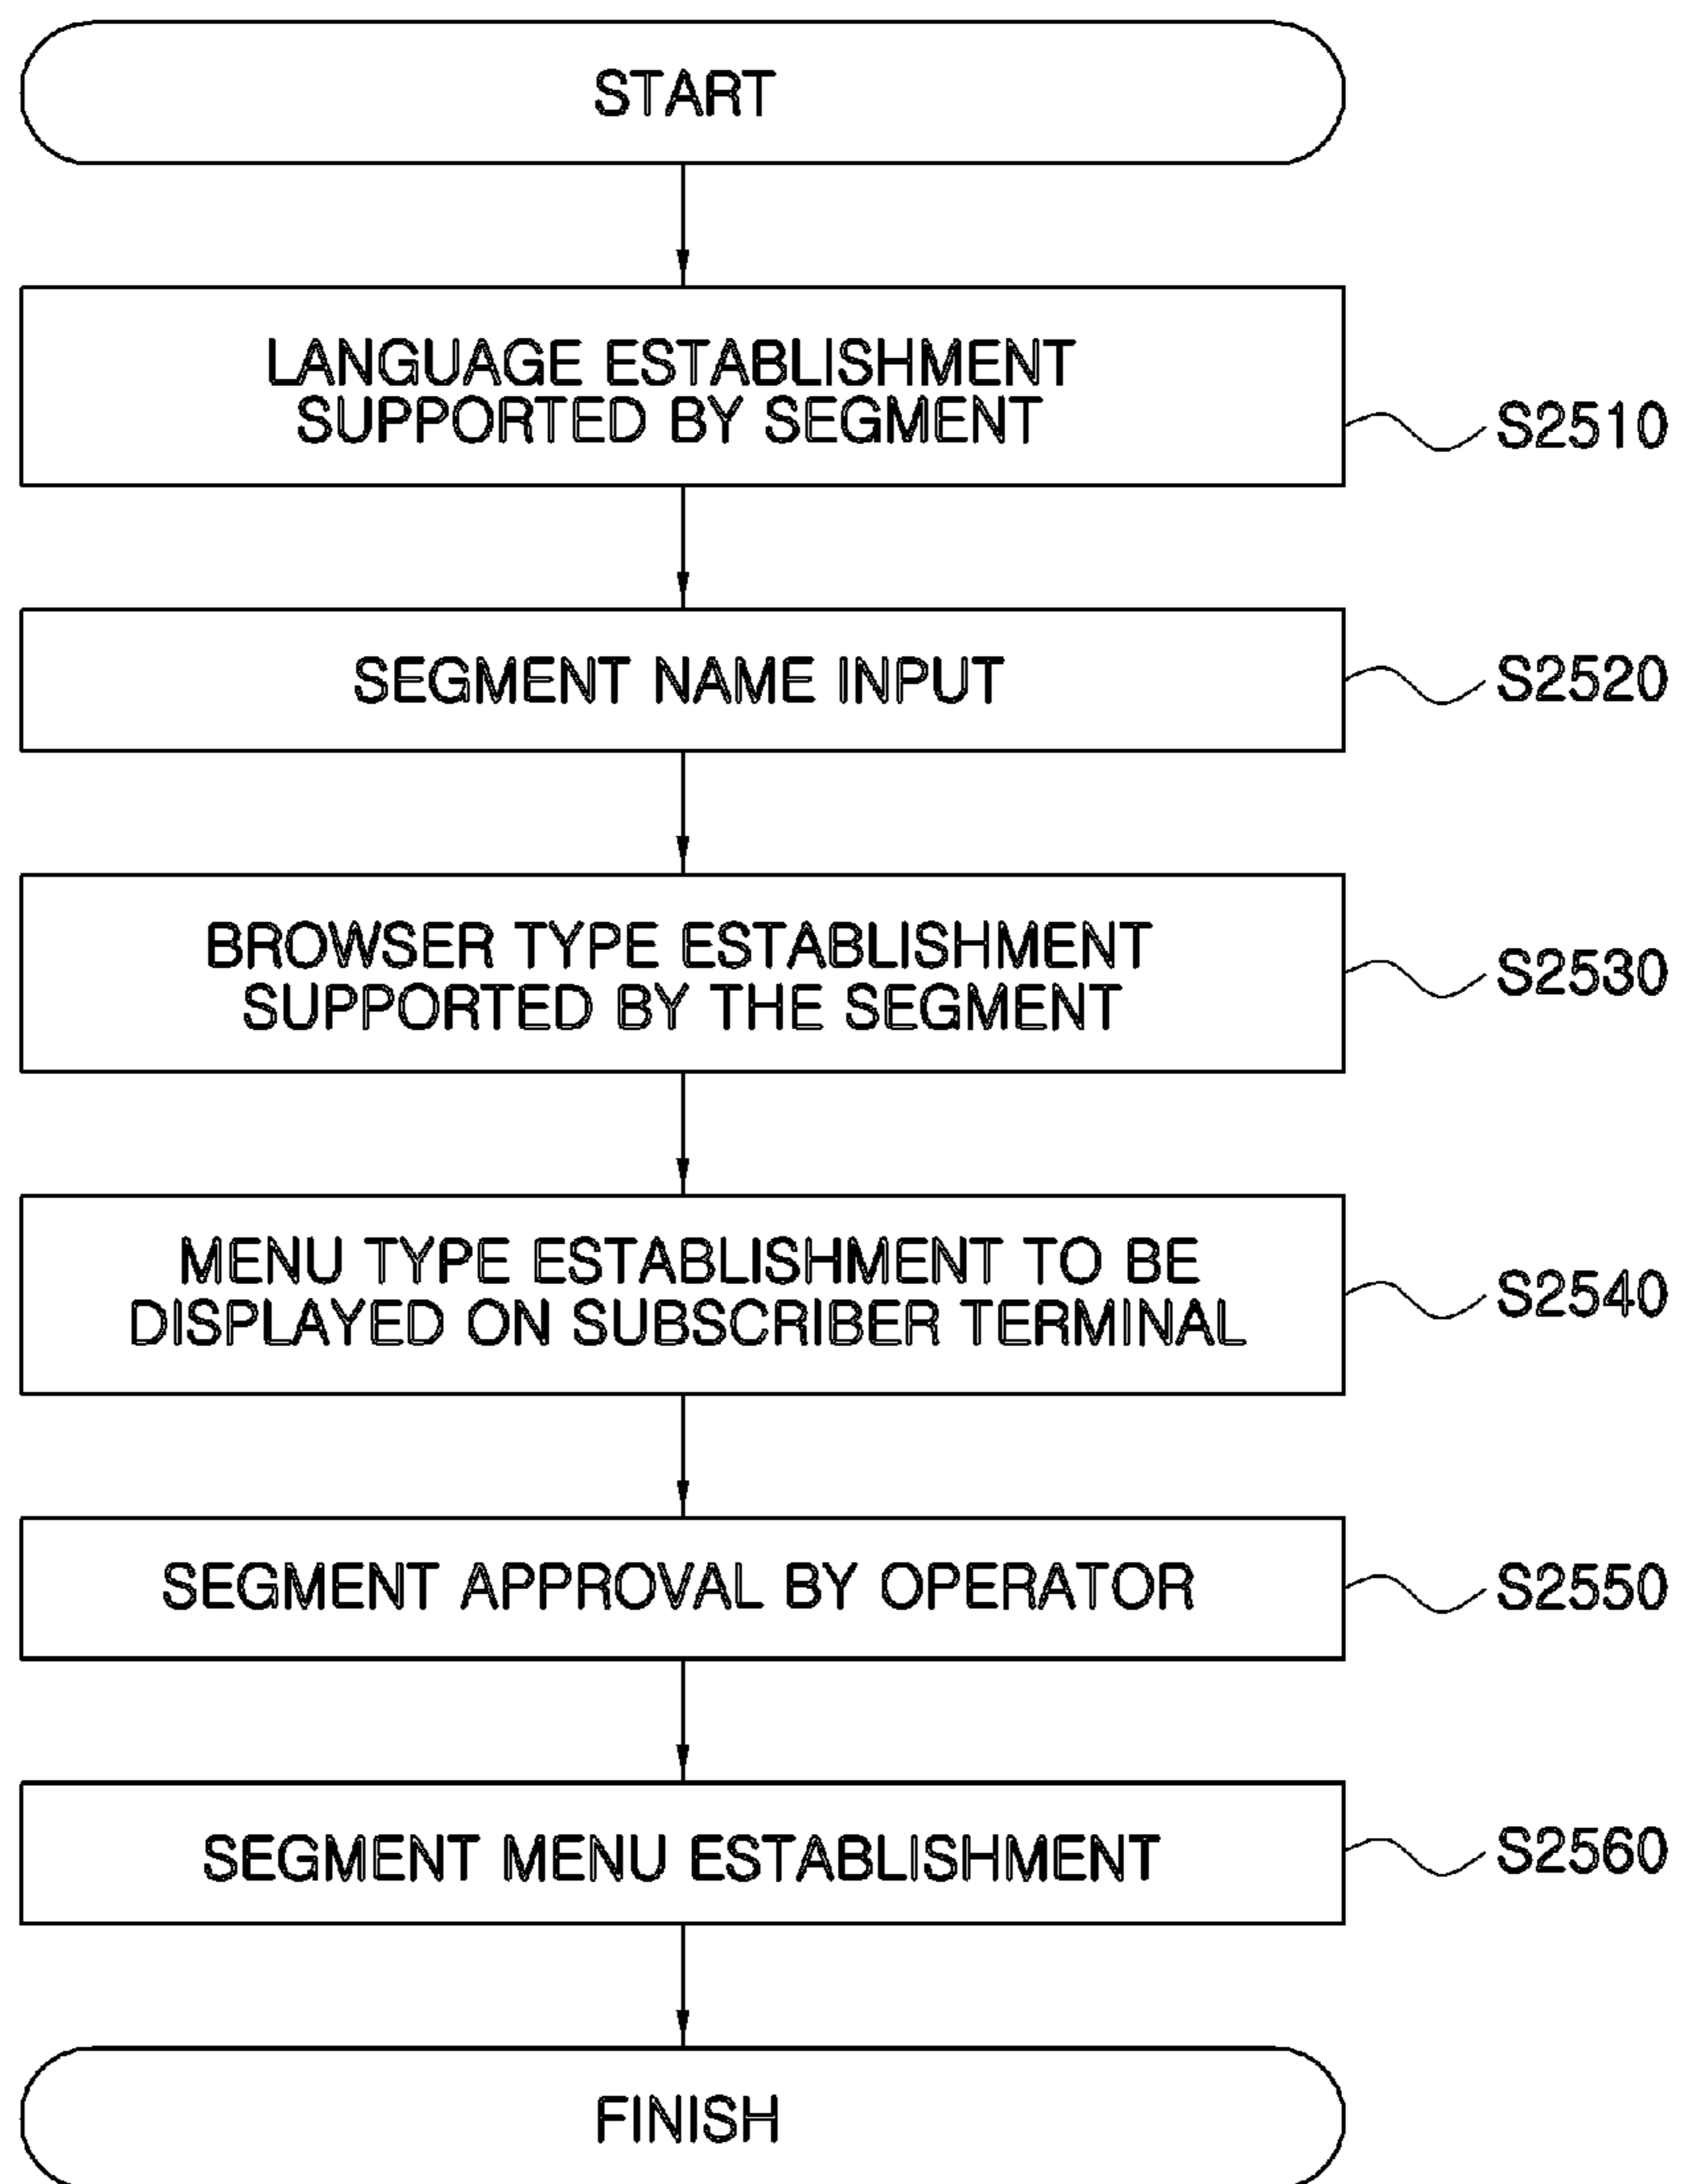 START
LANGUAGE ESTABLISHMENT
SUPPORTED BY SEGMENT
S2510
SEGMENT NAME INPUT
S2520
BROWSER TYPE ESTABLISHMENT
SUPPORTED BY THE SEGMENT
S2530
MENU TYPE ESTABLISHMENT TO BE
DISPLAYED ON SUBSCRIBER TERMINAL
S2540
SEGMENT APPROVAL BY OPERATOR
S2550
SEGMENT MENU ESTABLISHMENT
S2560
FINISH